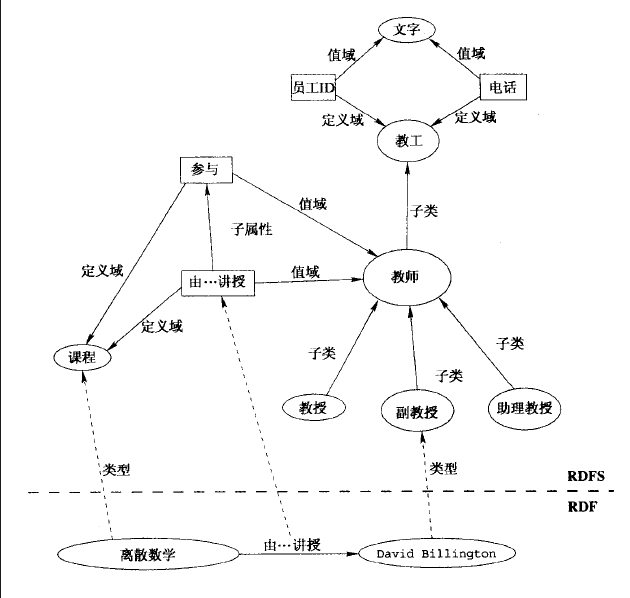 文字
值域
值域
员工ID
电话
定义域
定义域
教工
参与
值域
子类
子属性
定义域
由…讲授
值域
教师
定义域
课程
子类
子类
子类
教授
副教授
助理教授
类型
类型
RDFS
RDF
离散数学
由…讲授
David Billington